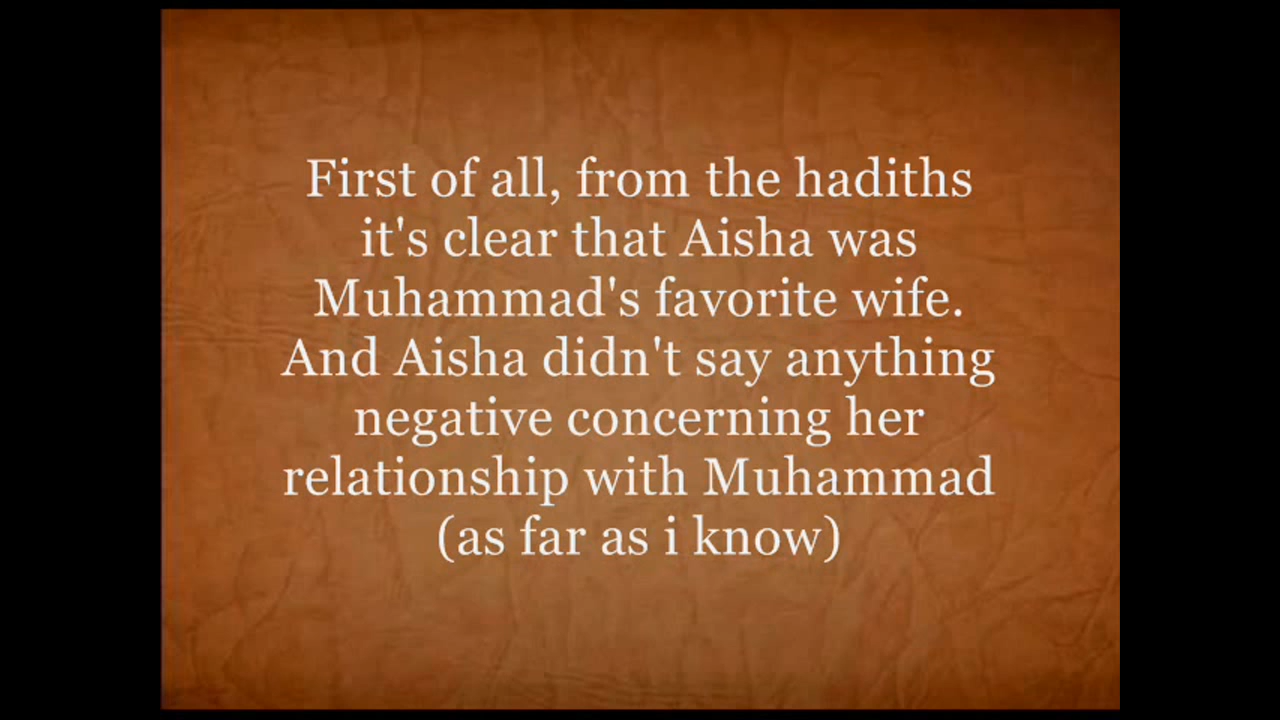 First of all, from the hadiths
it's clear that Aisha was
Muhammad's favorite wife.
And Aisha didn't say anything
negative concerning her
relationship with Muhammad
(as far as i know)